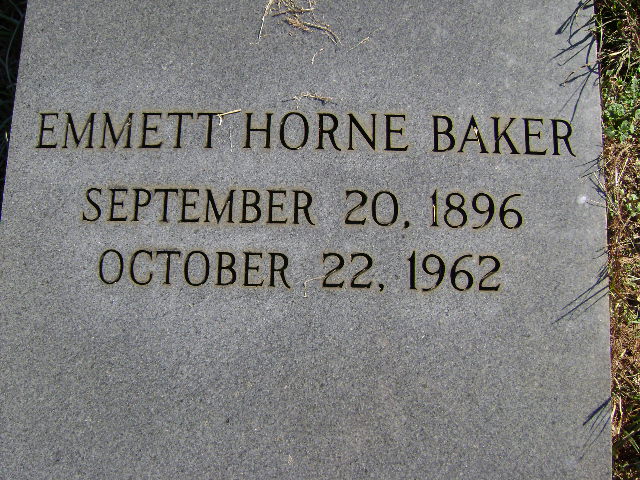 EMMETT HORNE BAKER
SEPTEMBER 20, 1896
OCTOBER 22, 1962